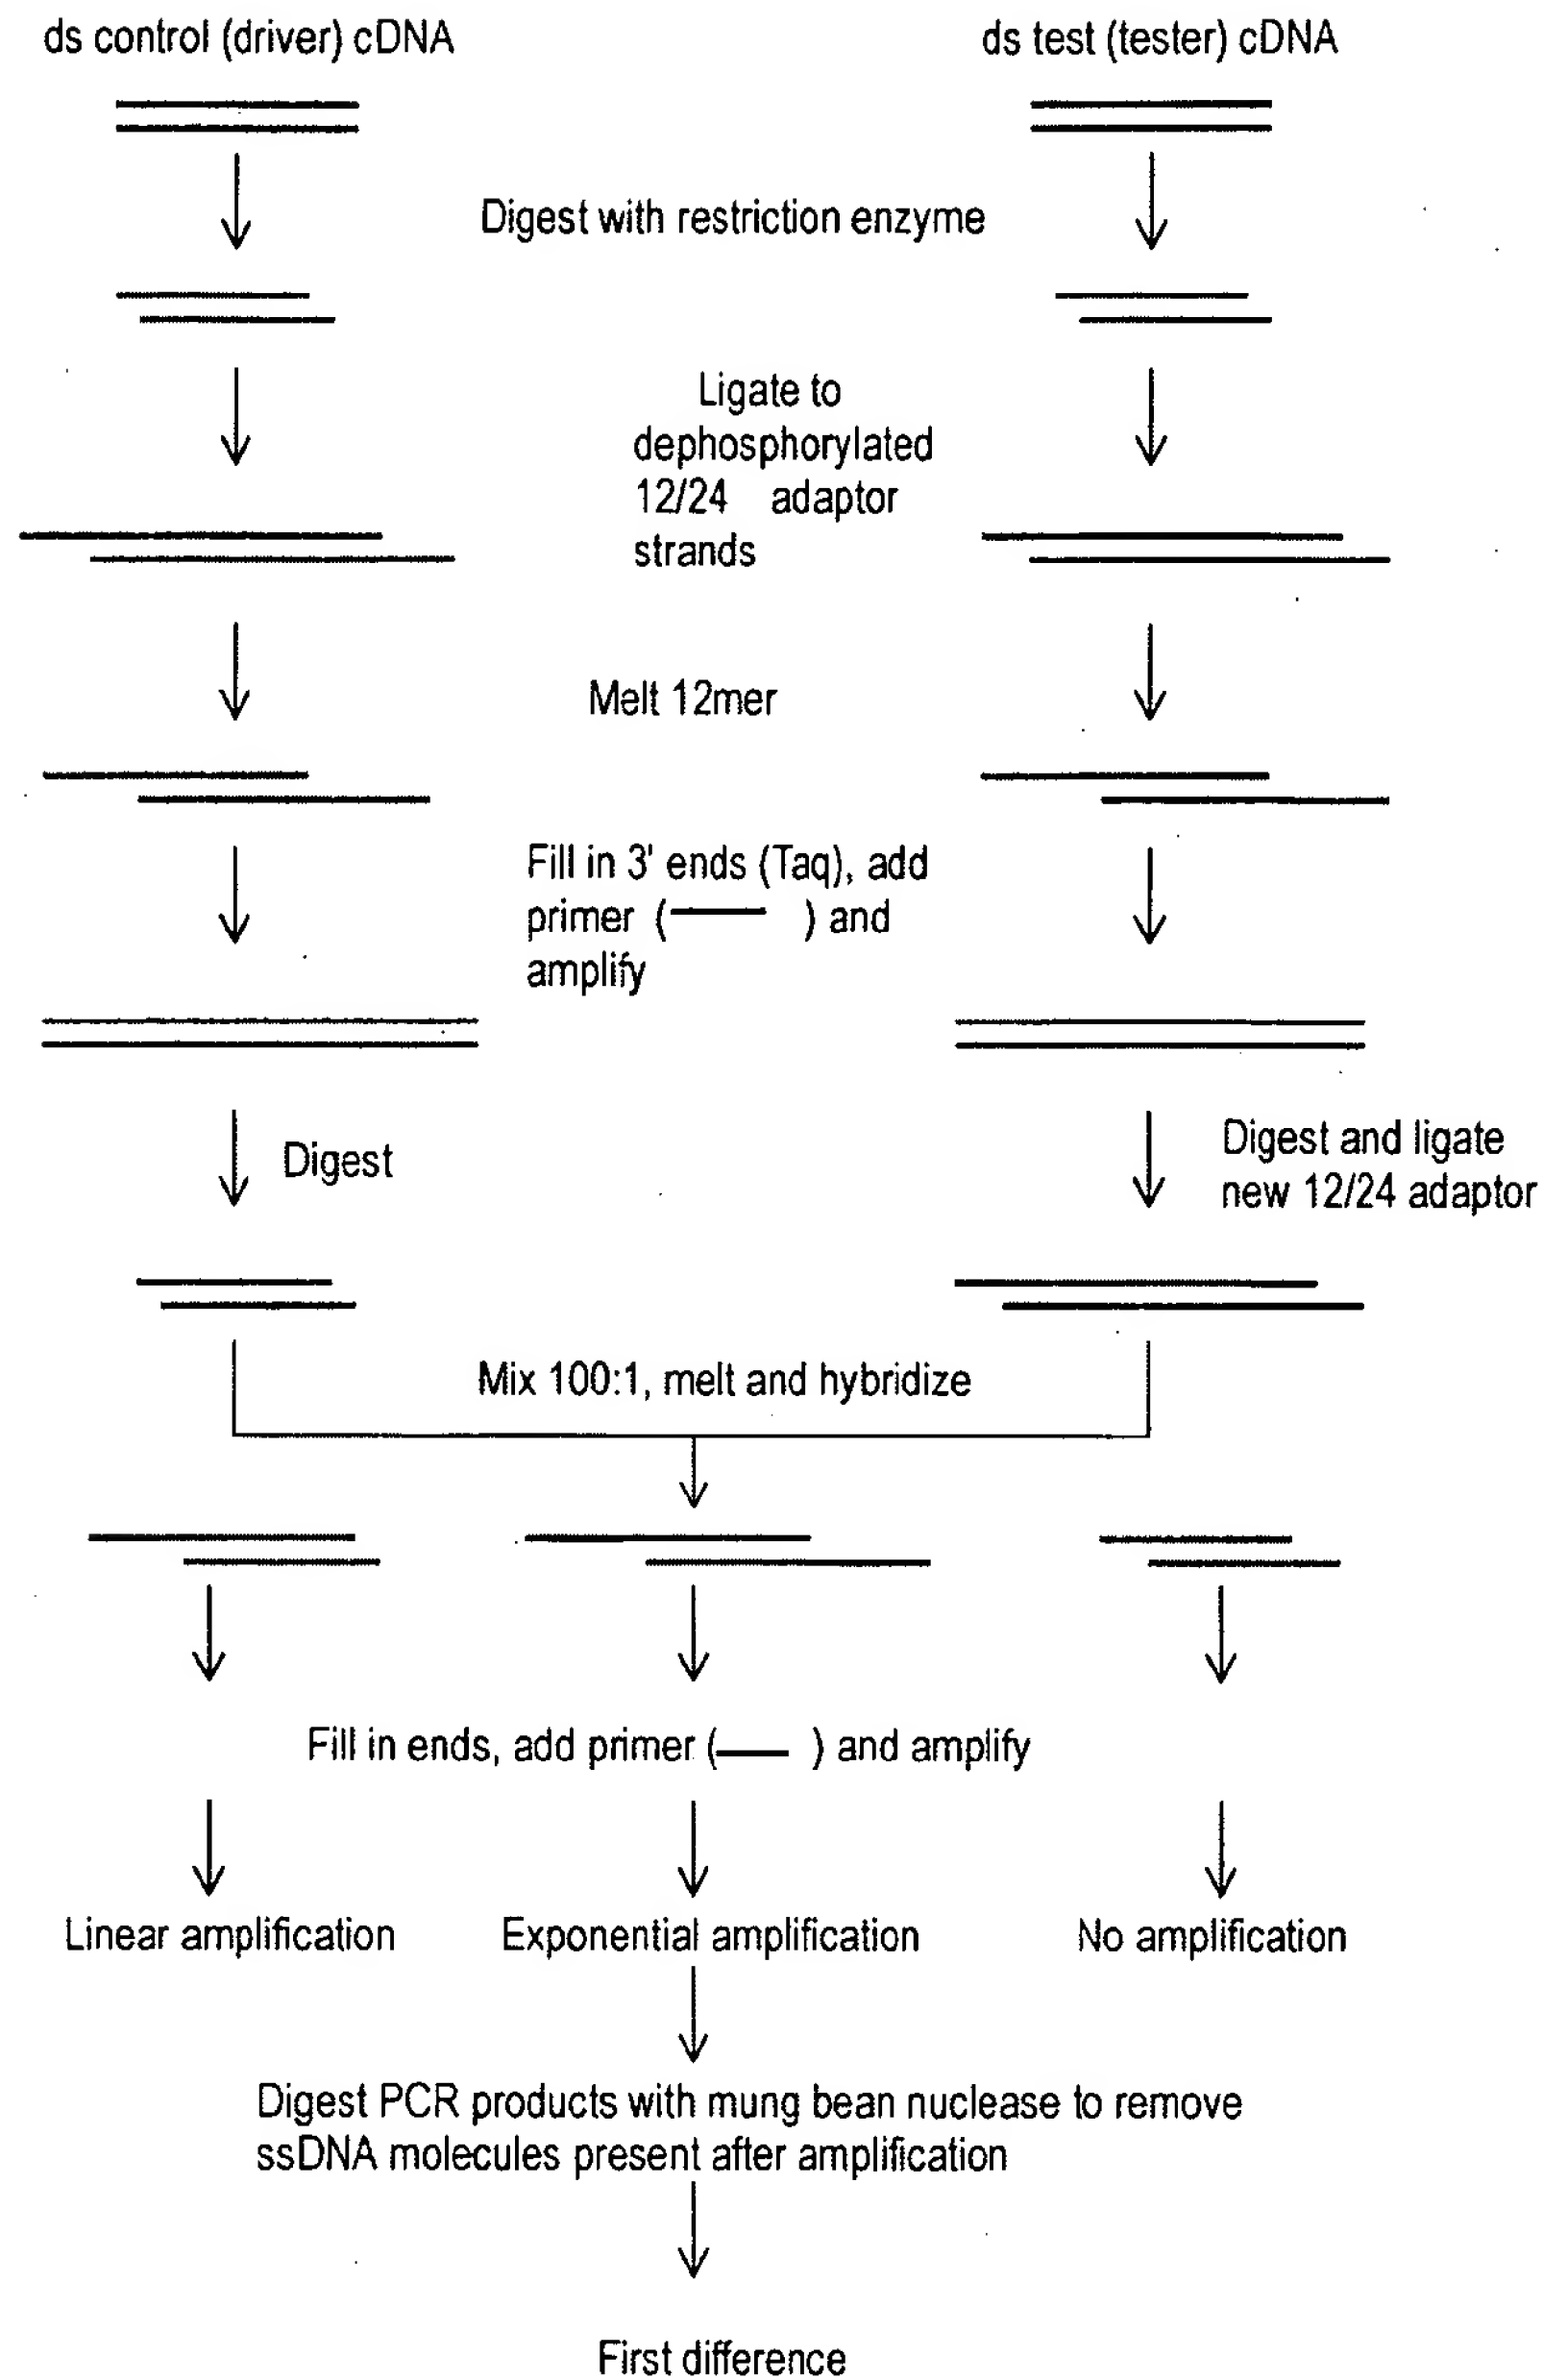 ds control (driver) cDNA
ds test (tester) cDNA
Digest with restriction enzyme
Ligate to
dephosphorylated
12/24 adaptor
strands
Melt 12mer
Fill in 3' ends (Taq), add
primer ( ) and
amplify
Digest
Digest and ligate
new 12/24 adaptor
Mix 100:1, melt and hybridize
Fill in ends, add primer ( ) and amplify
Linear amplification
Exponential amplification
No amplification
Digest PCR products with mung bean nuclease to remove
ssDNA molecules present after amplification
First difference